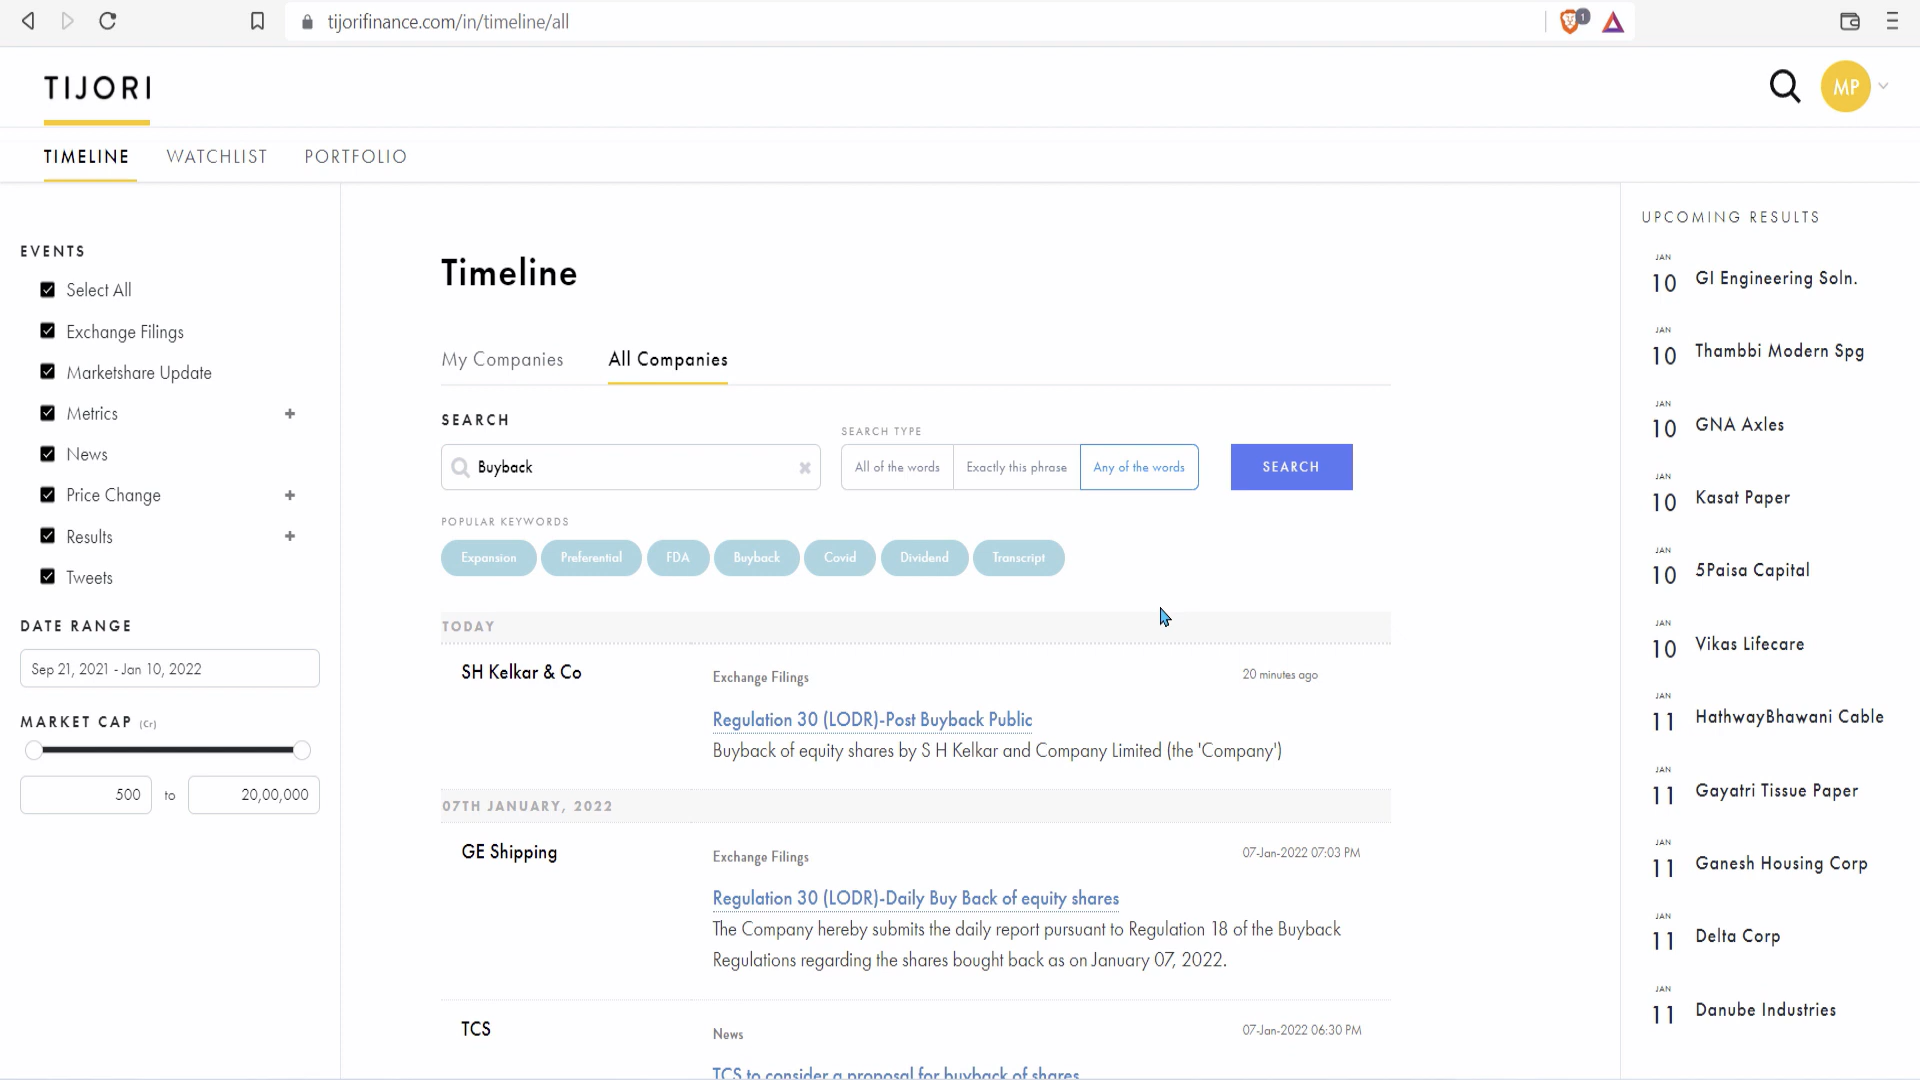 tijorifinance.com/in/timeline/all
1
TIJORI
MP
TIMELINE WATCHLIST PORTFOLIO
EVENTS
Select All
Exchange Filings
Marketshare Update
Metrics +
News
Price Change +
Results +
Tweets
DATE RANGE
Sep 21, 2021 - Jan 10, 2022
MARKET CAP (Cr)
500 to 20,00,000
Timeline
My Companies All Companies
SEARCH
SEARCH TYPE
Buyback
All of the words Exactly this phrase Any of the words
SEARCH
POPULAR KEYWORDS
Expansion Preferential FDA Buyback Covid Dividend Transcript
TODAY
SH Kelkar & Co
Exchange Filings
20 minutes ago
Regulation 30 (LODR)-Post Buyback Public
Buyback of equity shares by S H Kelkar and Company Limited (the 'Company')
07TH JANUARY, 2022
GE Shipping
Exchange Filings
07-Jan-2022 07:03 PM
Regulation 30 (LODR)-Daily Buy Back of equity shares
The Company hereby submits the daily report pursuant to Regulation 18 of the Buyback
Regulations regarding the shares bought back as on January 07, 2022.
TCS
News
07-Jan-2022 06:30 PM
TCS to consider a proposal for buyback of shares
UPCOMING RESULTS
JAN
10 GI Engineering Soln.
JAN
10 Thambbi Modern Spg
JAN
10 GNA Axles
JAN
10 Kasat Paper
JAN
10 5Paisa Capital
JAN
10 Vikas Lifecare
JAN
11 HathwayBhawani Cable
JAN
11 Gayatri Tissue Paper
JAN
11 Ganesh Housing Corp
JAN
11 Delta Corp
JAN
11 Danube Industries